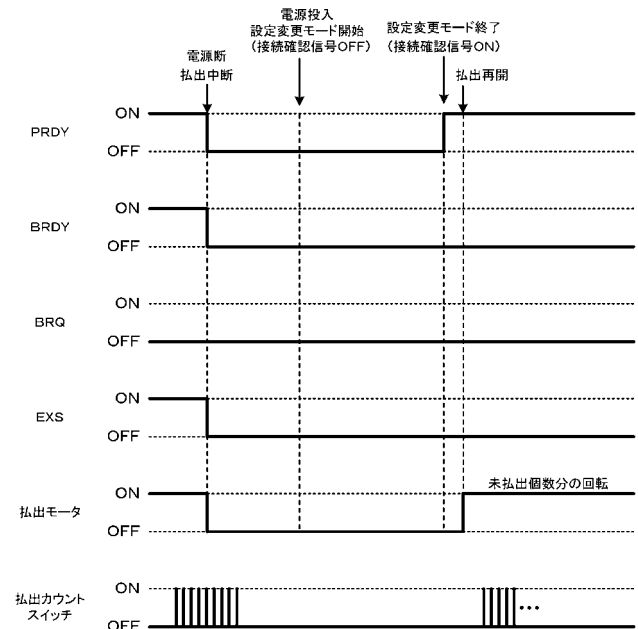 電源投入
設定変更モード開始
(接続確認信号OFF)
設定変更モード終了
(接続確認信号ON)
電源断
払出中断
払出再開
PRDY
ON
OFF
BRDY
ON
OFF
BRQ
ON
OFF
EXS
ON
OFF
払出モータ
ON
OFF
未払出個数分の回転
払出カウント
スイッチ
ON
OFF
…